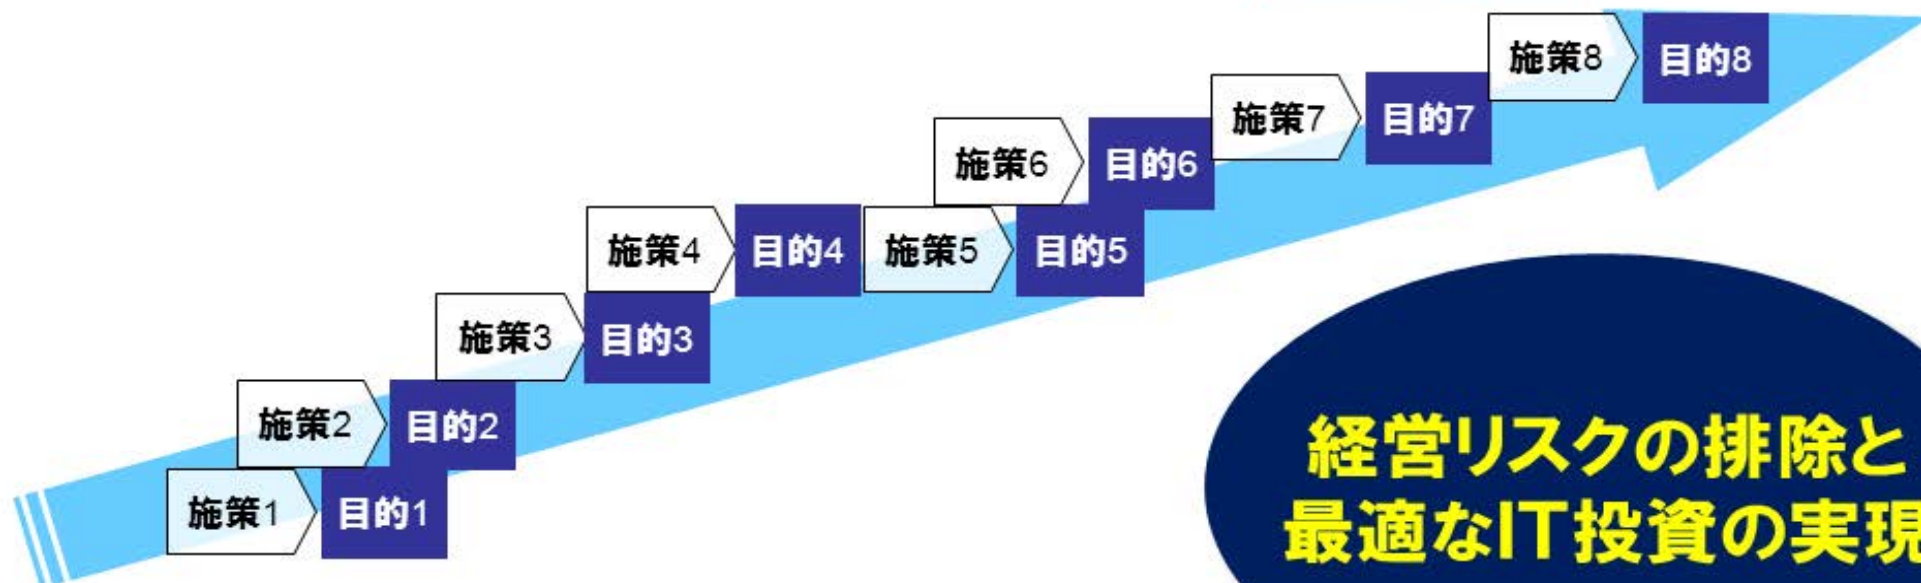 施策8 目的8
施策7 目的7
施策6 目的6
施策4 目的4 施策5 目的5
施策3 目的3
施策2 目的2
施策1 目的1
経営リスクの排除と
最適なIT投資の実現